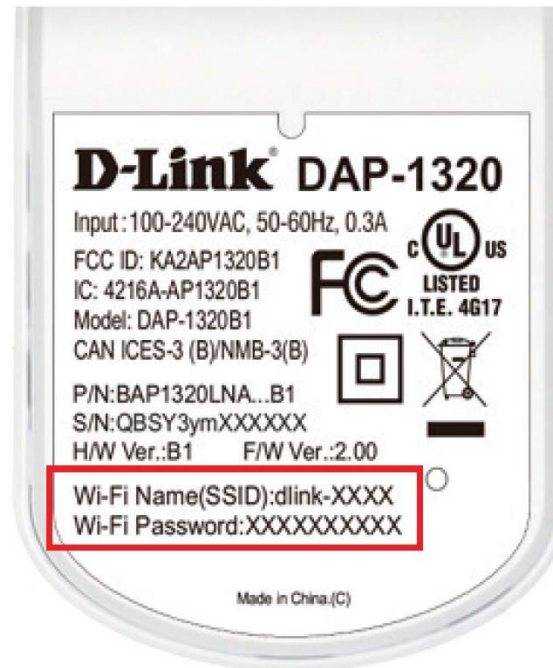 D-Link® DAP-1320
Input:100-240VAC, 50-60Hz, 0.3A
FCC ID: KA2AP1320B1
IC: 4216A-AP1320B1
Model: DAP-1320B1
CAN ICES-3 (B)/NMB-3(B)
FC
C UL US
LISTED
I.T.E. 4G17
P/N:BAP1320LNA...B1
S/N:QBSY3ymXXXXXX
H/W Ver.:B1 F/W Ver.:2.00
Wi-Fi Name(SSID):dlink-XXXX
Wi-Fi Password:XXXXXXXXXX
Made in China.(C)